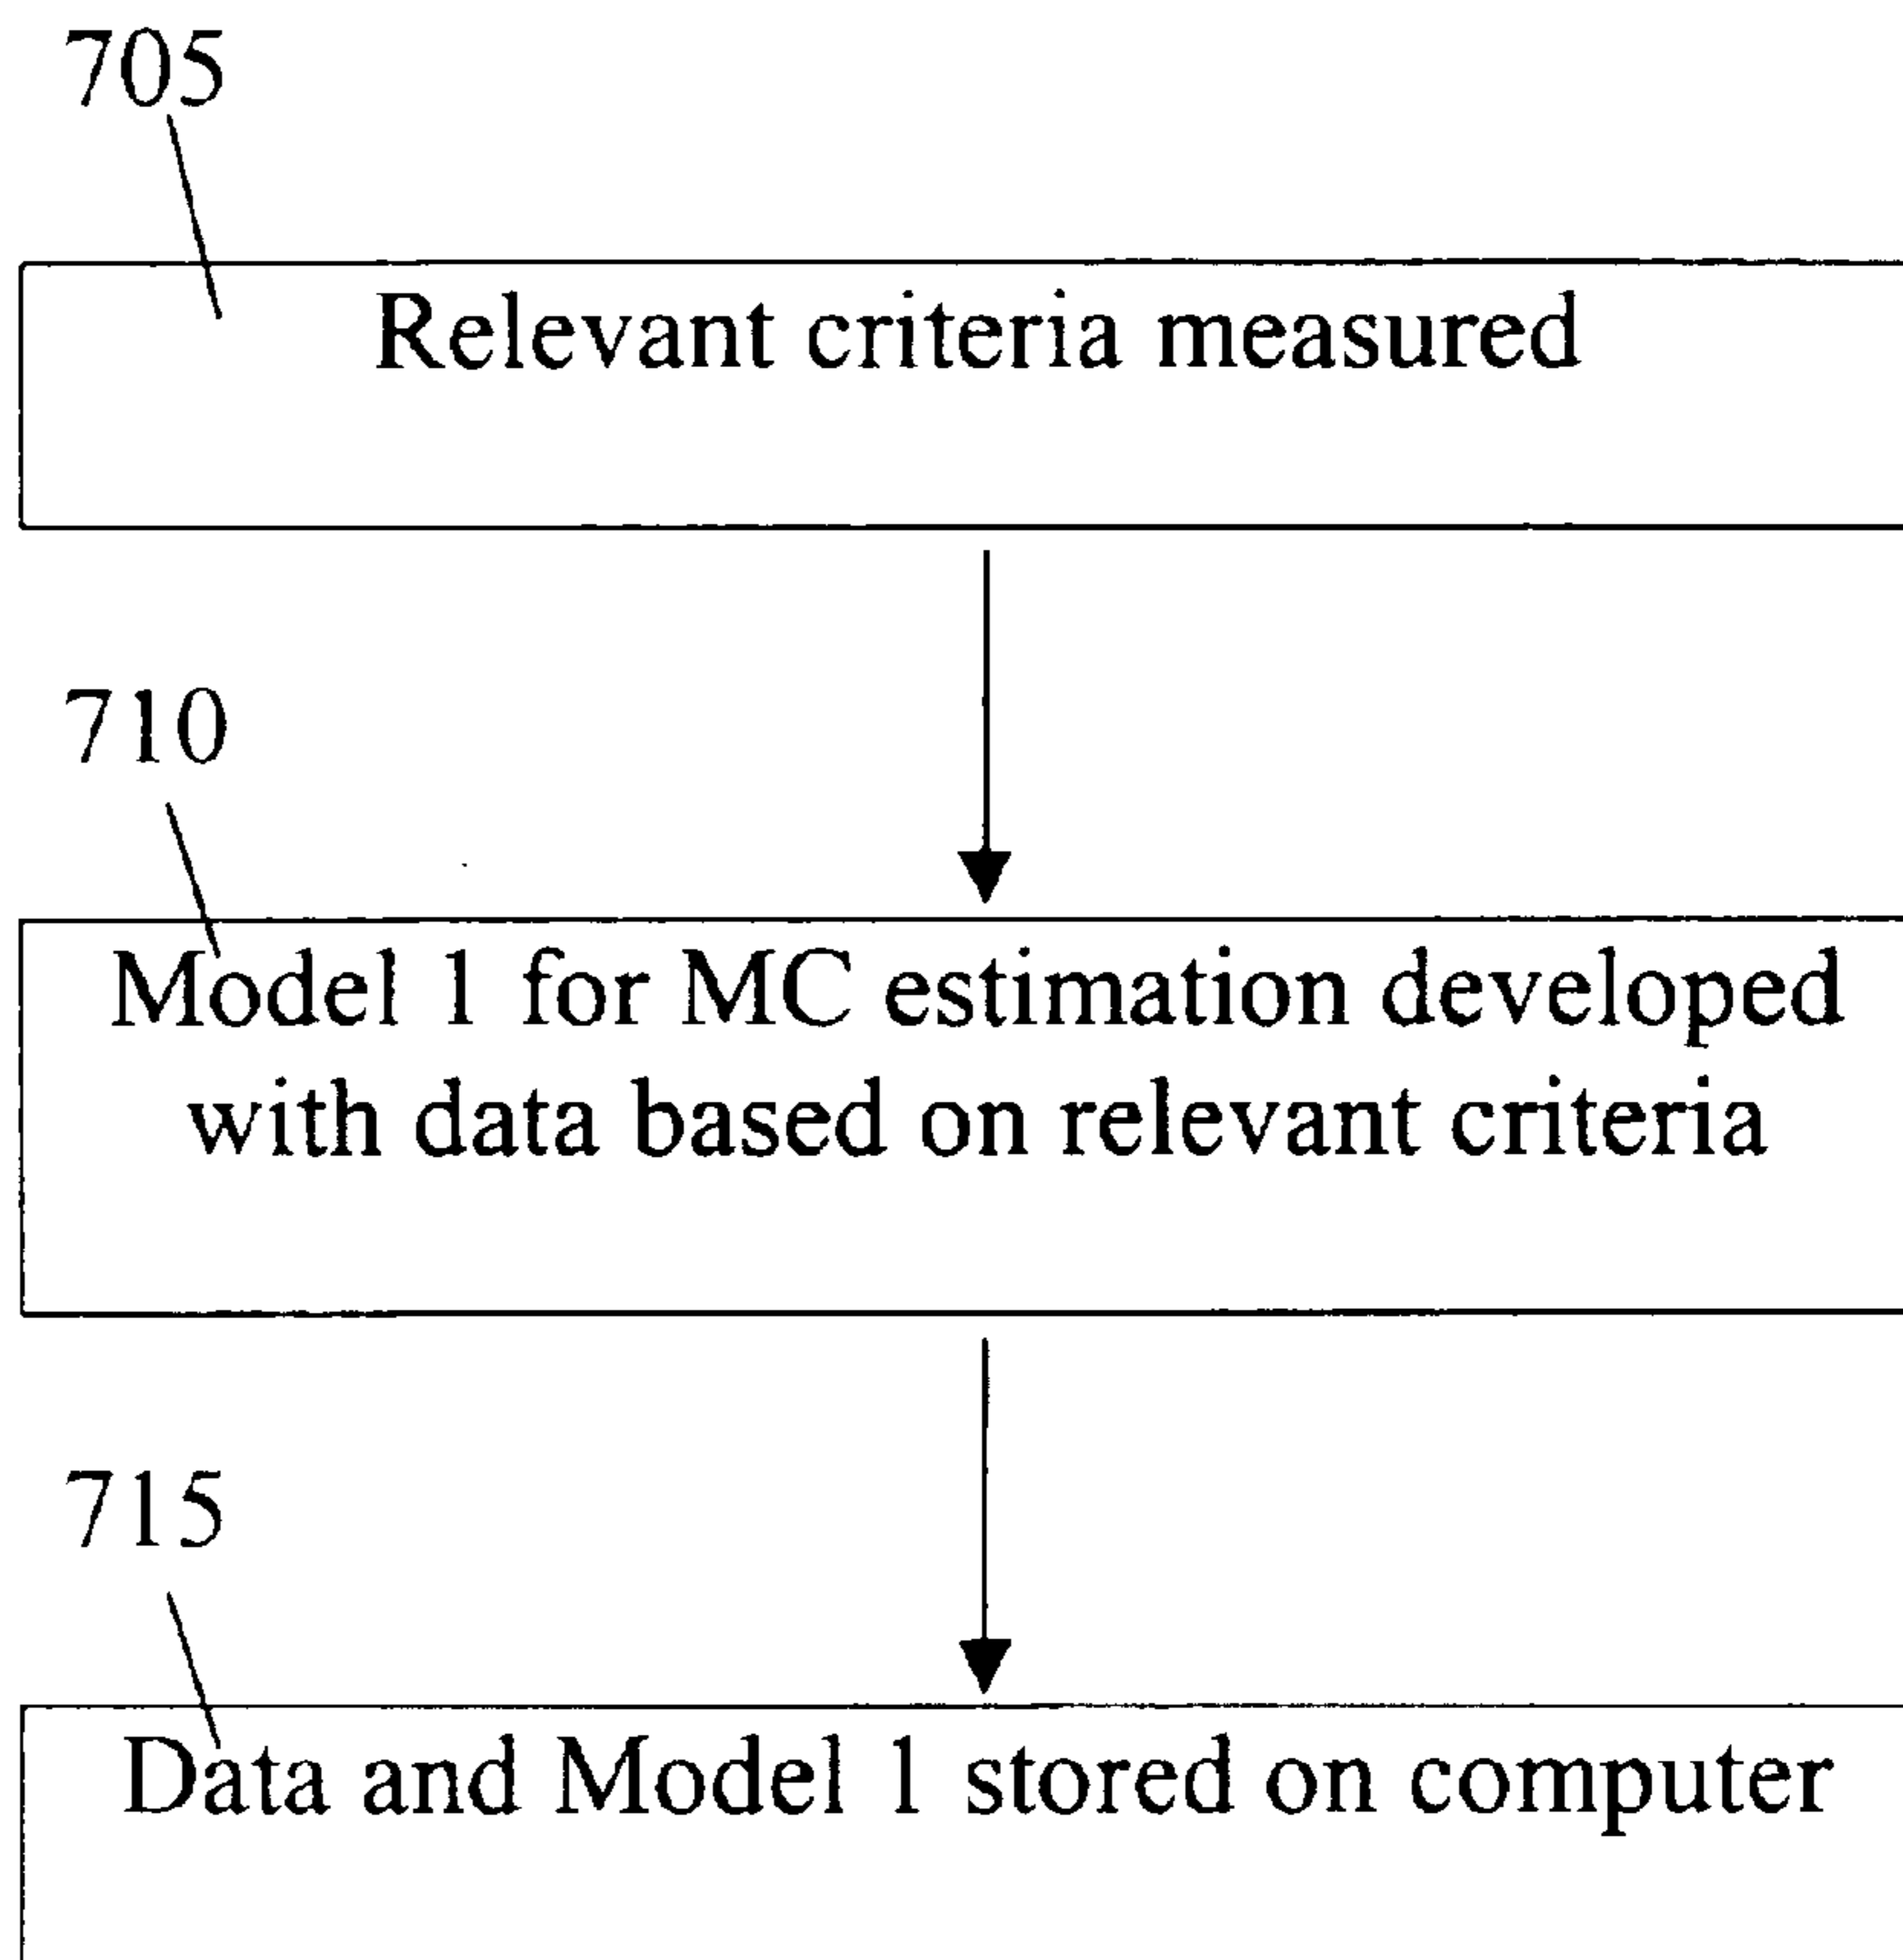 705
Relevant criteria measured
710
Model 1 for MC estimation developed
with data based on relevant criteria
715
Data and Model 1 stored on computer